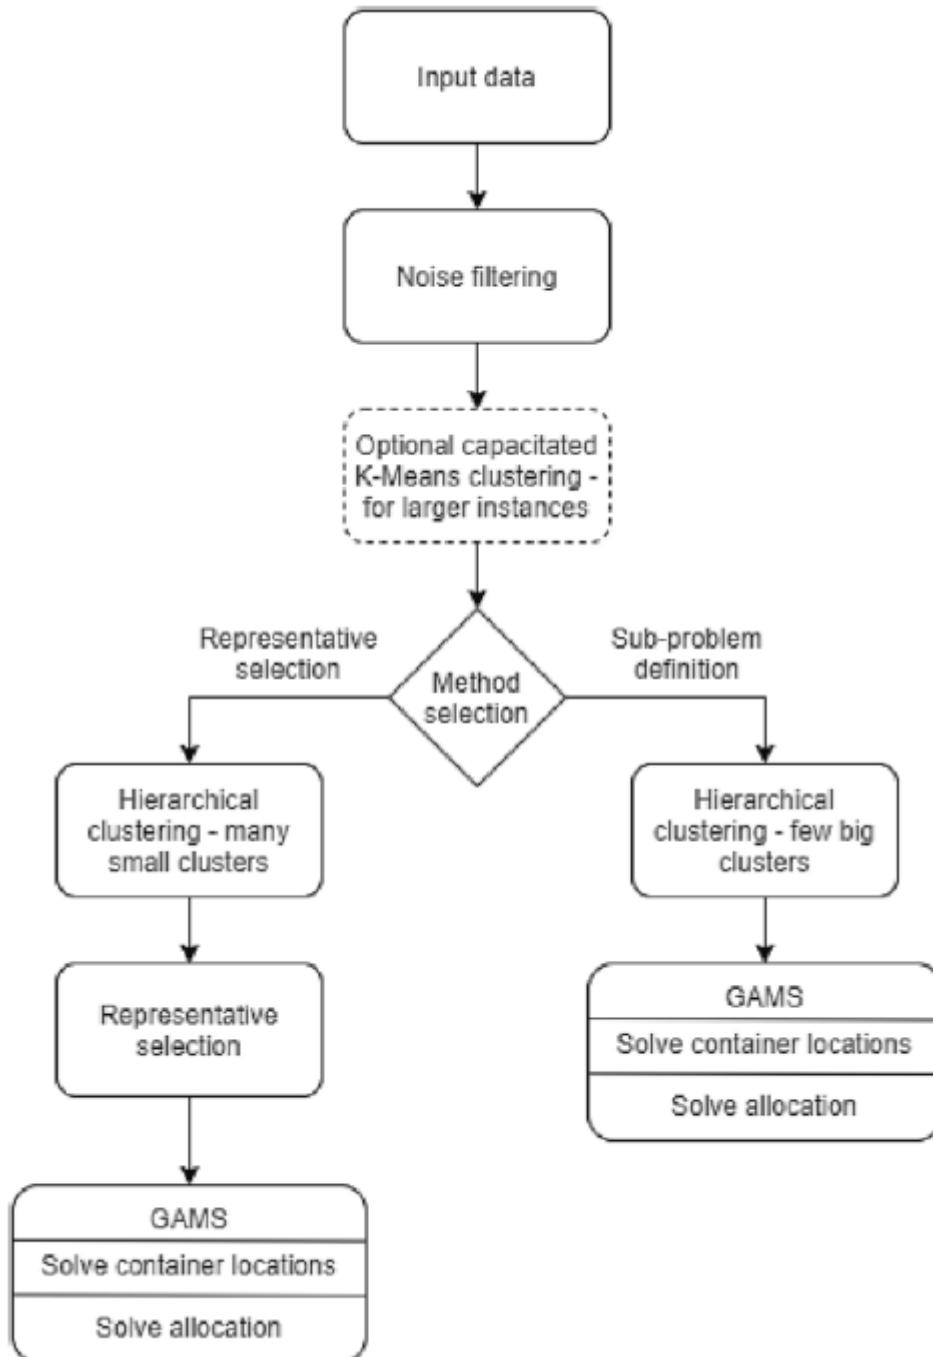 Input data
Noise filtering
Optional capacitated
K-Means clustering -
for larger instances
Representative
selection
Method
selection
Sub-problem
definition
Hierarchical
clustering - many
small clusters
Hierarchical
clustering - few big
clusters
Representative
selection
GAMS
Solve container locations
Solve allocation
GAMS
Solve container locations
Solve allocation